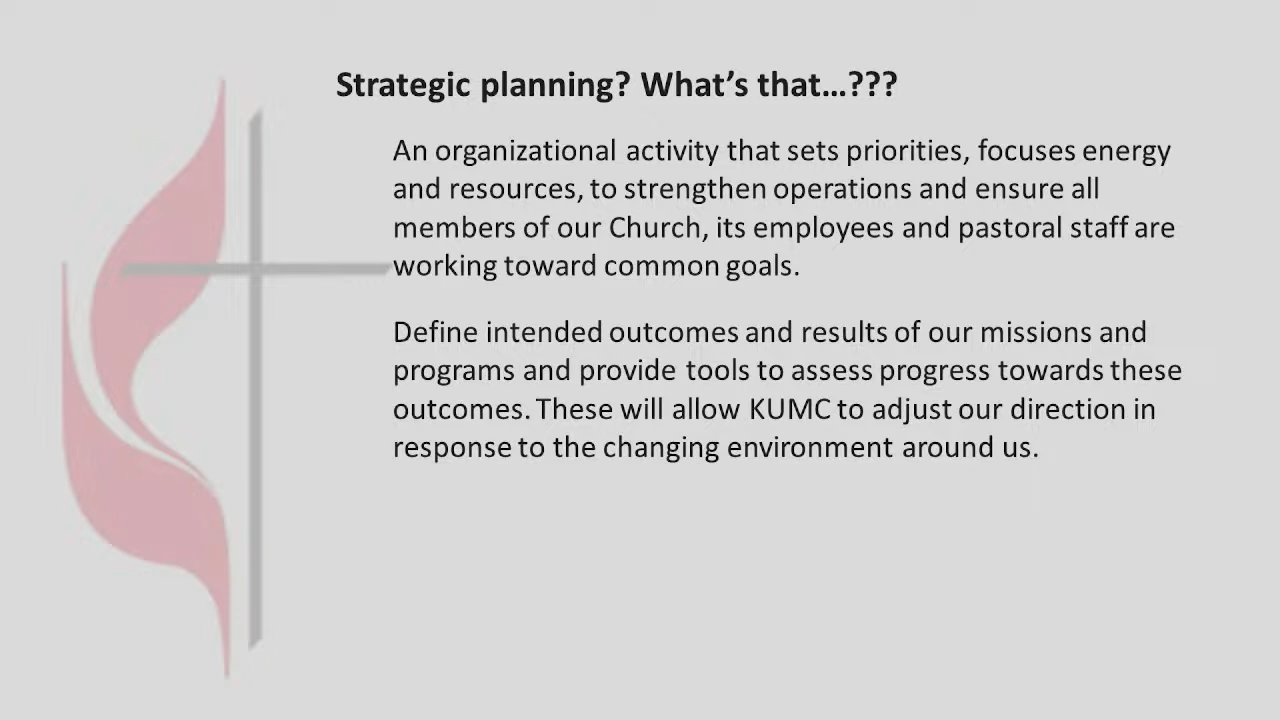 Strategic planning? What’s that…???
An organizational activity that sets priorities, focuses energy
and resources, to strengthen operations and ensure all
members of our Church, its employees and pastoral staff are
working toward common goals.
Define intended outcomes and results of our missions and
programs and provide tools to assess progress towards these
outcomes. These will allow KUMC to adjust our direction in
response to the changing environment around us.